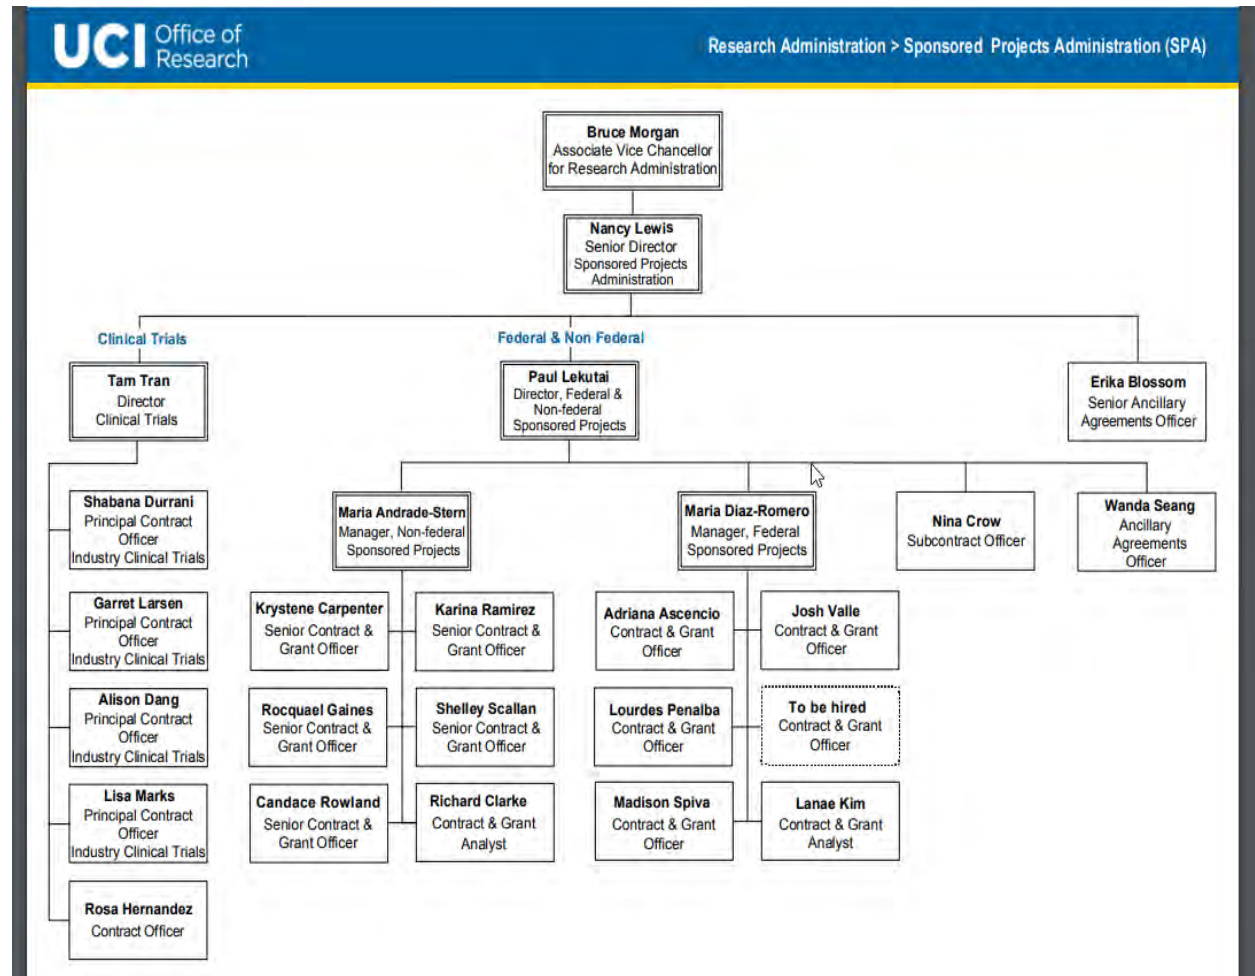 UCI Office of
Research
Research Administration > Sponsored Projects Administration (SPA)
Bruce Morgan
Associate Vice Chancellor
for Research Administration
Nancy Lewis
Senior Director
Sponsored Projects
Administration
Clinical Trials
Federal & Non Federal
Tam Tran
Director
Clinical Trials
Paul Lekutai
Director, Federal &
Non-federal
Sponsored Projects
Erika Blossom
Senior Ancillary
Agreements Officer
Shabana Durrani
Principal Contract
Officer
Industry Clinical Trials
Garret Larsen
Principal Contract
Officer
Industry Clinical Trials
Alison Dang
Principal Contract
Officer
Industry Clinical Trials
Lisa Marks
Principal Contract
Officer
Industry Clinical Trials
Rosa Hernandez
Contract Officer
Maria Andrade-Stern
Manager, Non-federal
Sponsored Projects
Krystene Carpenter
Senior Contract &
Grant Officer
Karina Ramirez
Senior Contract &
Grant Officer
Rocquael Gaines
Senior Contract &
Grant Officer
Shelley Scallan
Senior Contract &
Grant Officer
Candace Rowland
Senior Contract &
Grant Officer
Richard Clarke
Contract & Grant
Analyst
Maria Diaz-Romero
Manager, Federal
Sponsored Projects
Adriana Ascencio
Contract & Grant
Officer
Josh Valle
Contract & Grant
Officer
Lourdes Penalba
Contract & Grant
Officer
To be hired
Contract & Grant
Officer
Madison Spiva
Contract & Grant
Officer
Lanae Kim
Contract & Grant
Analyst
Nina Crow
Subcontract Officer
Wanda Seang
Ancillary
Agreements
Officer